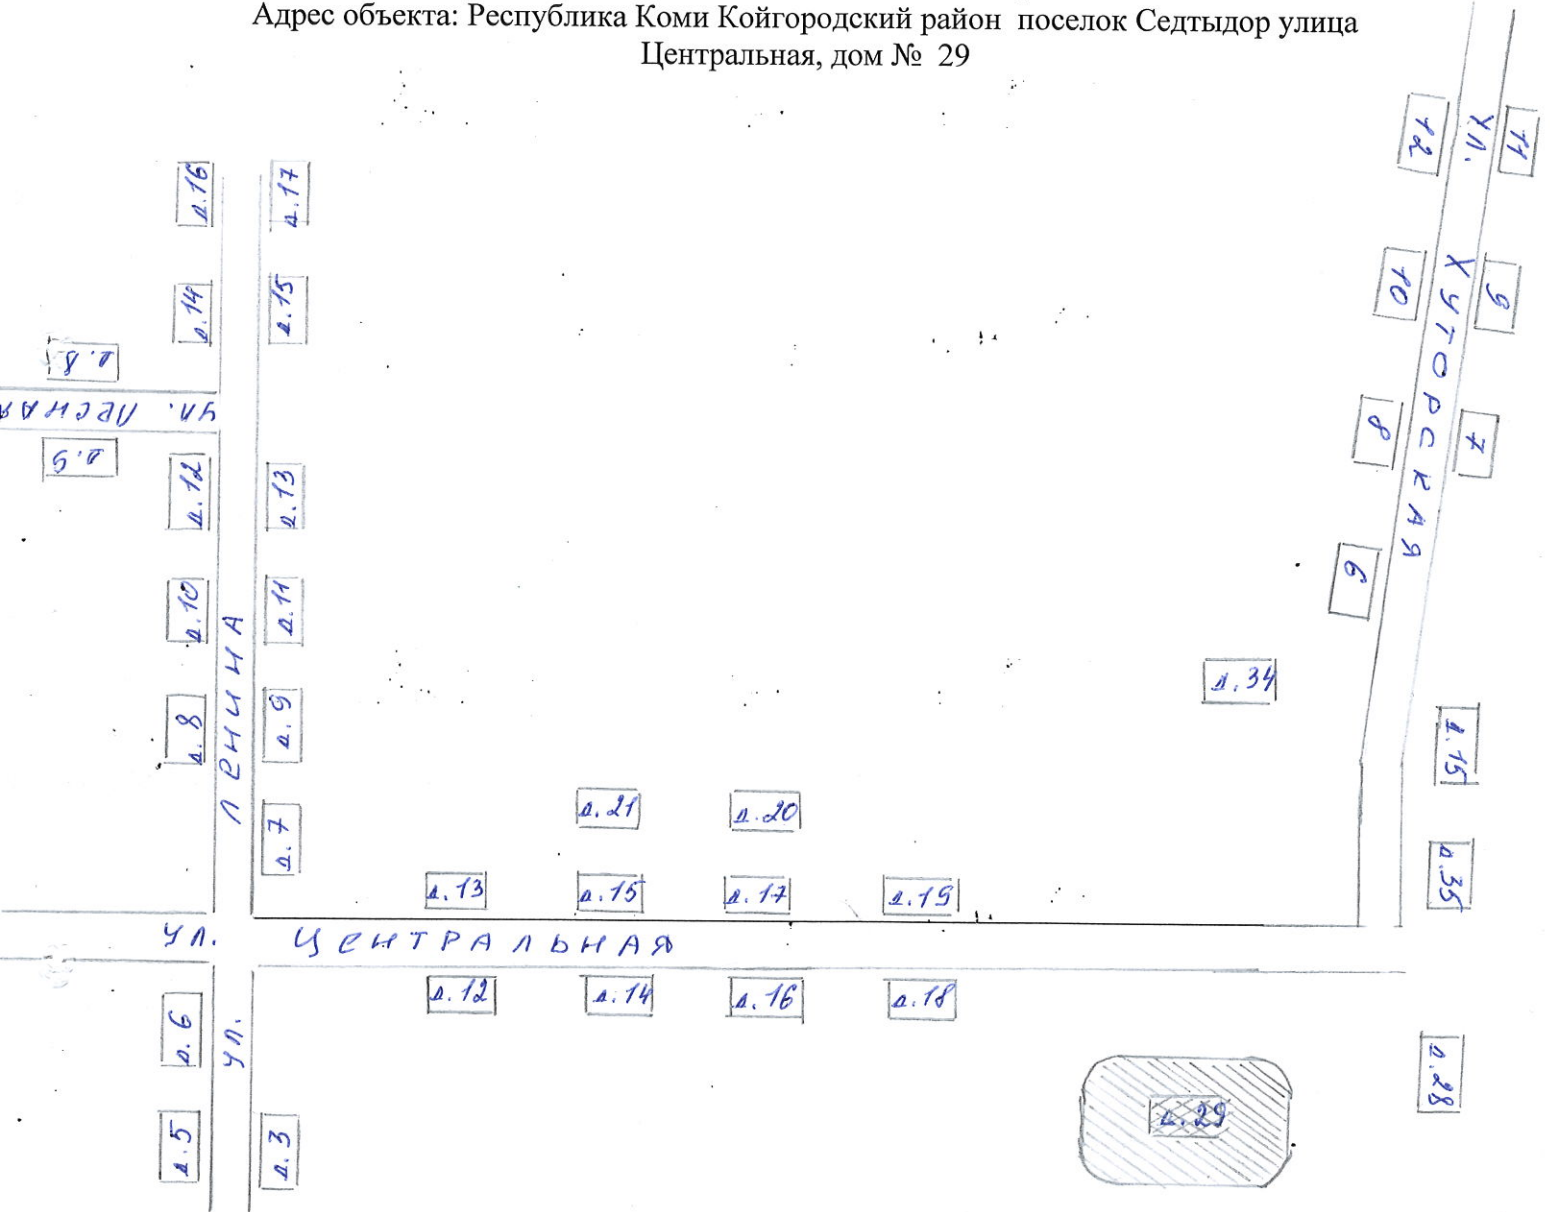 Адрес объекта: Республика Коми Койгородский район поселок Седтыдор улица
Центральная, дом № 29
11
12
ул. Хуторская
9
10
7
8
6
д.16
д.17
д.14
д.15
д.8
ул. Лесная
д.9
д.12
д.13
д.10
д.11
д.8
д.9
ул. Ленина
д.7
д.34
д.15
д.35
д.21
д.20
д.13
д.15
д.17
д.19
ул. Центральная
д.12
д.14
д.16
д.18
д.6
д.5
д.3
д.29
д.28